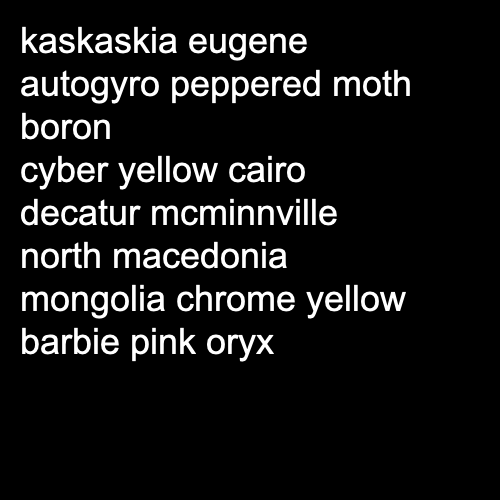 kaskaskia eugene
autogyro peppered moth
boron
cyber yellow cairo
decatur mcminnville
north macedonia
mongolia chrome yellow
barbie pink oryx